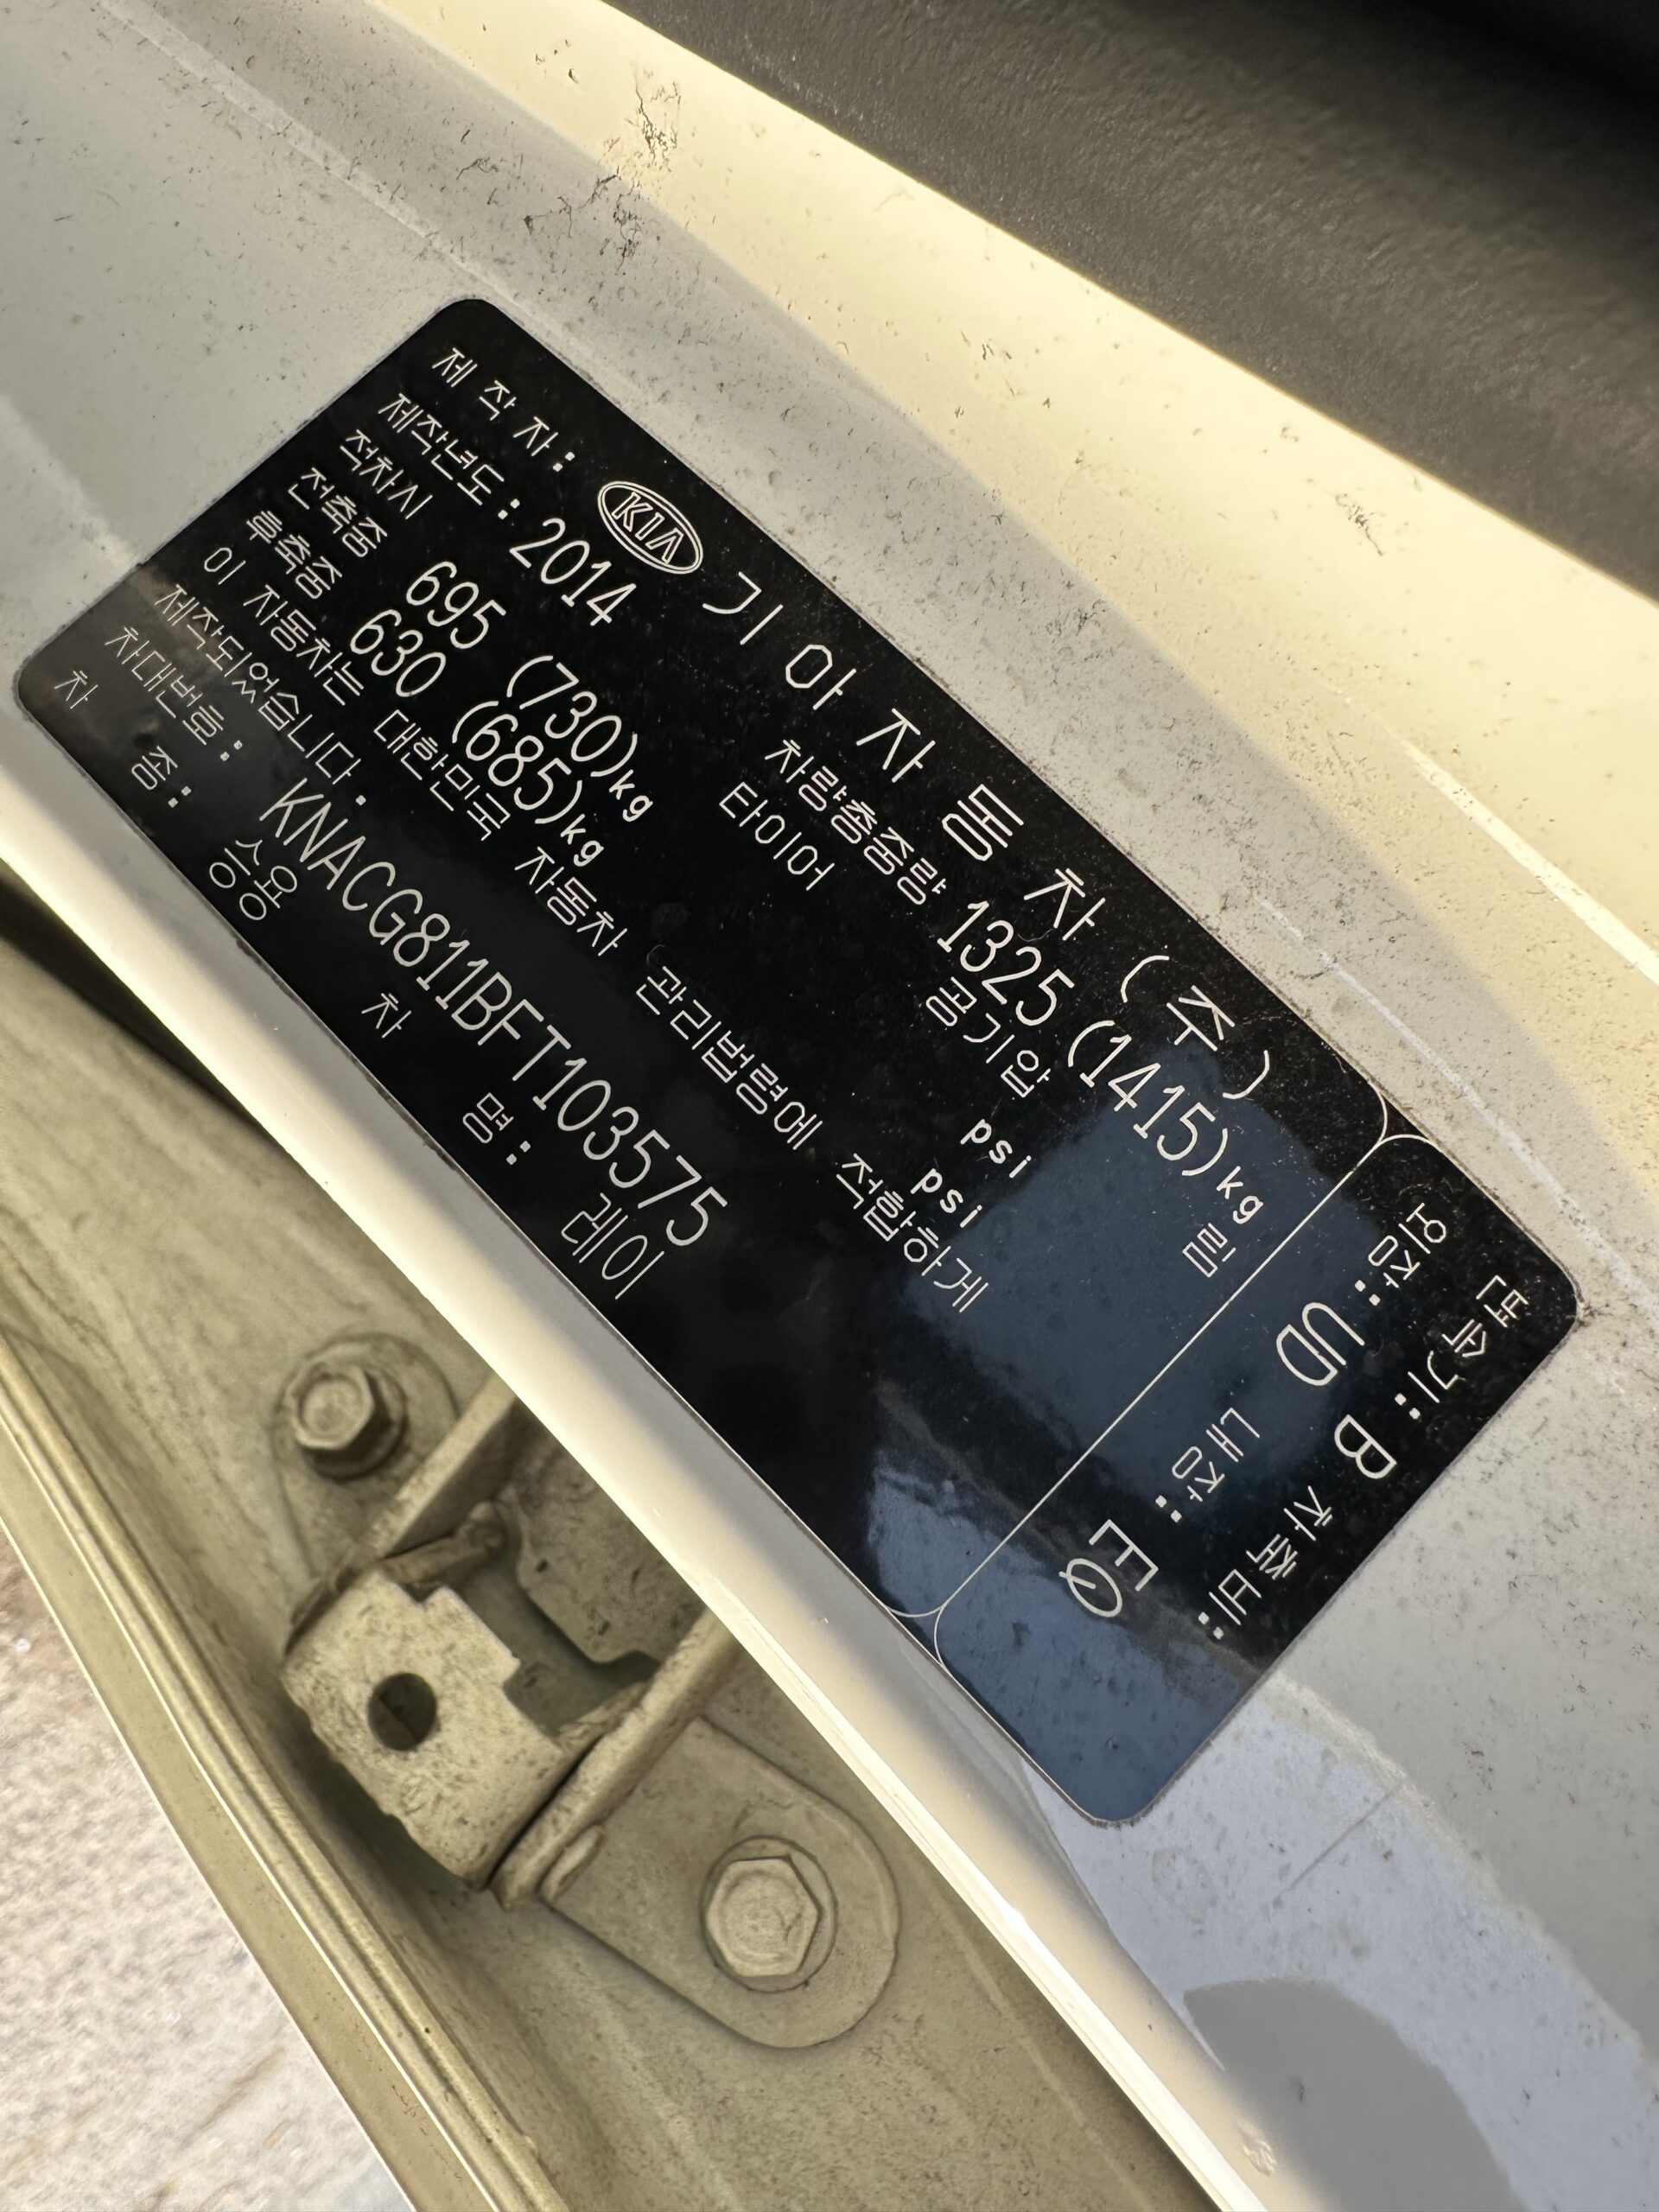 제 작 자 : KIA 기 아 자 동 차 ( 주 )
제작년도 : 2014 차량총중량 1325 (1415)kg
적차시 타이어 공기압 림
전축중 695 (730)kg psi
후축중 630 (685)kg psi
이 자동차는 대한민국 자동차 관리법령에 적합하게
제작되었습니다.
차대번호 : KNACG811BFT103575
차 종 : 승용 차 명 : 레이
변속기 : B 차축비 :
외장 : UD 내장 : EQ